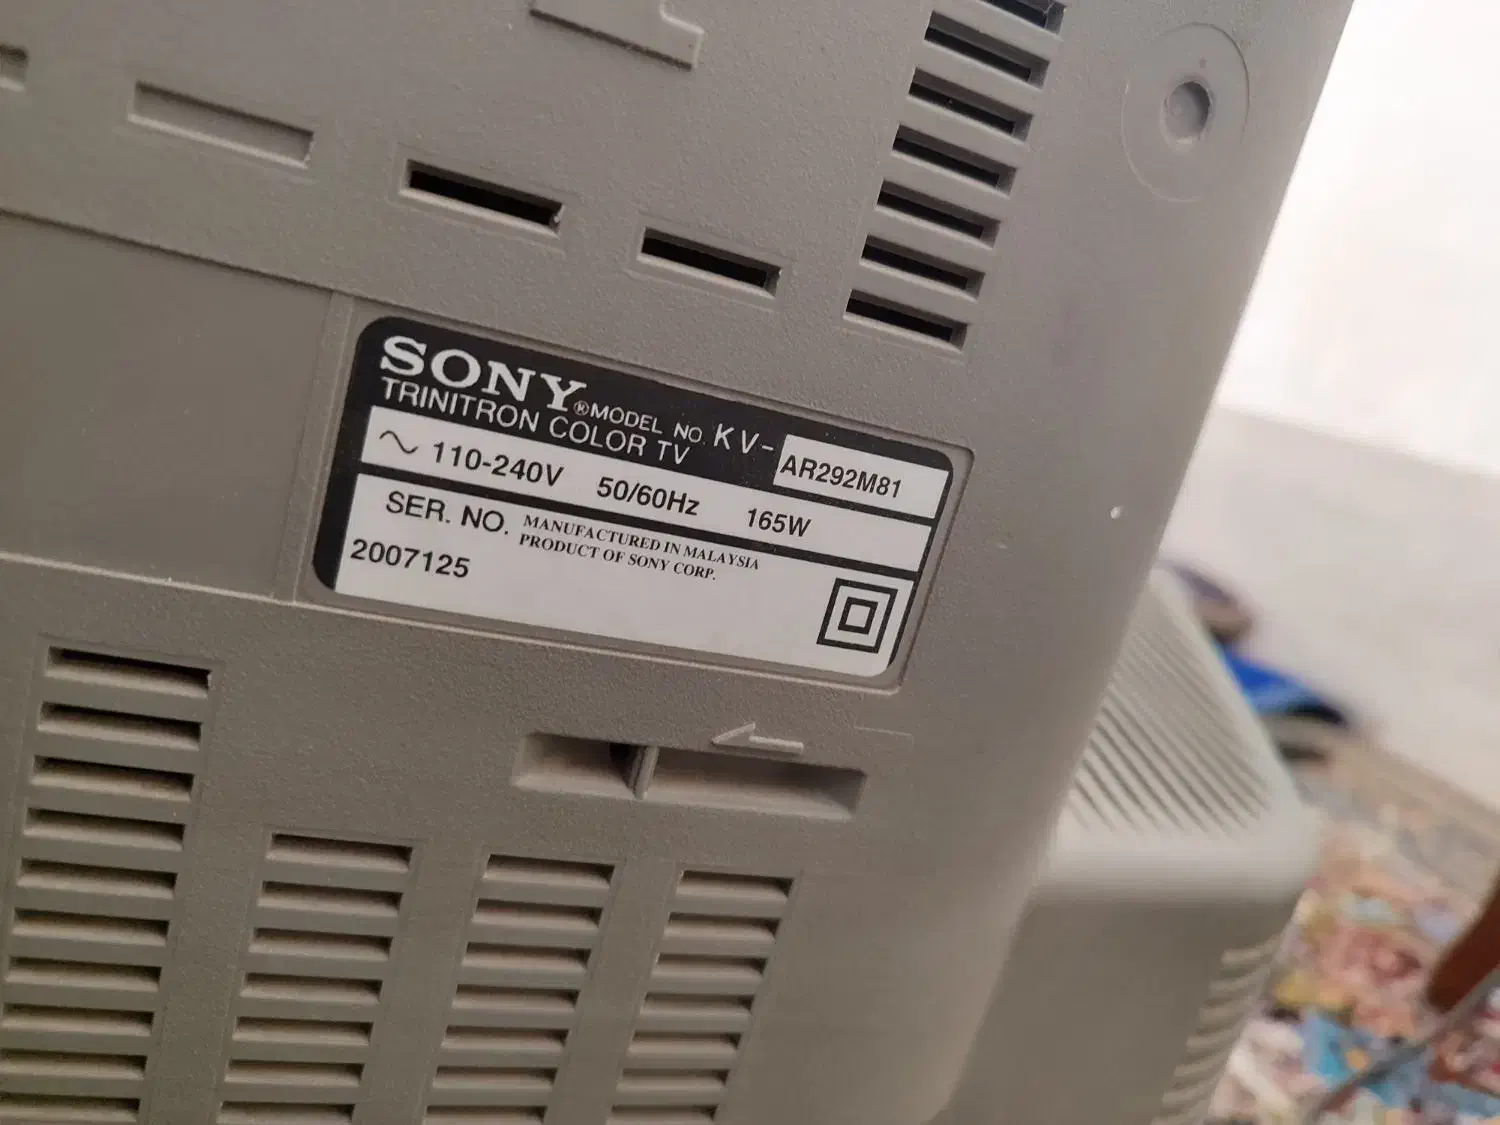 SONY® MODEL NO. KV-AR292M81
TRINITRON COLOR TV
~ 110-240V 50/60Hz 165W
SER. NO. MANUFACTURED IN MALAYSIA
PRODUCT OF SONY CORP.
2007125